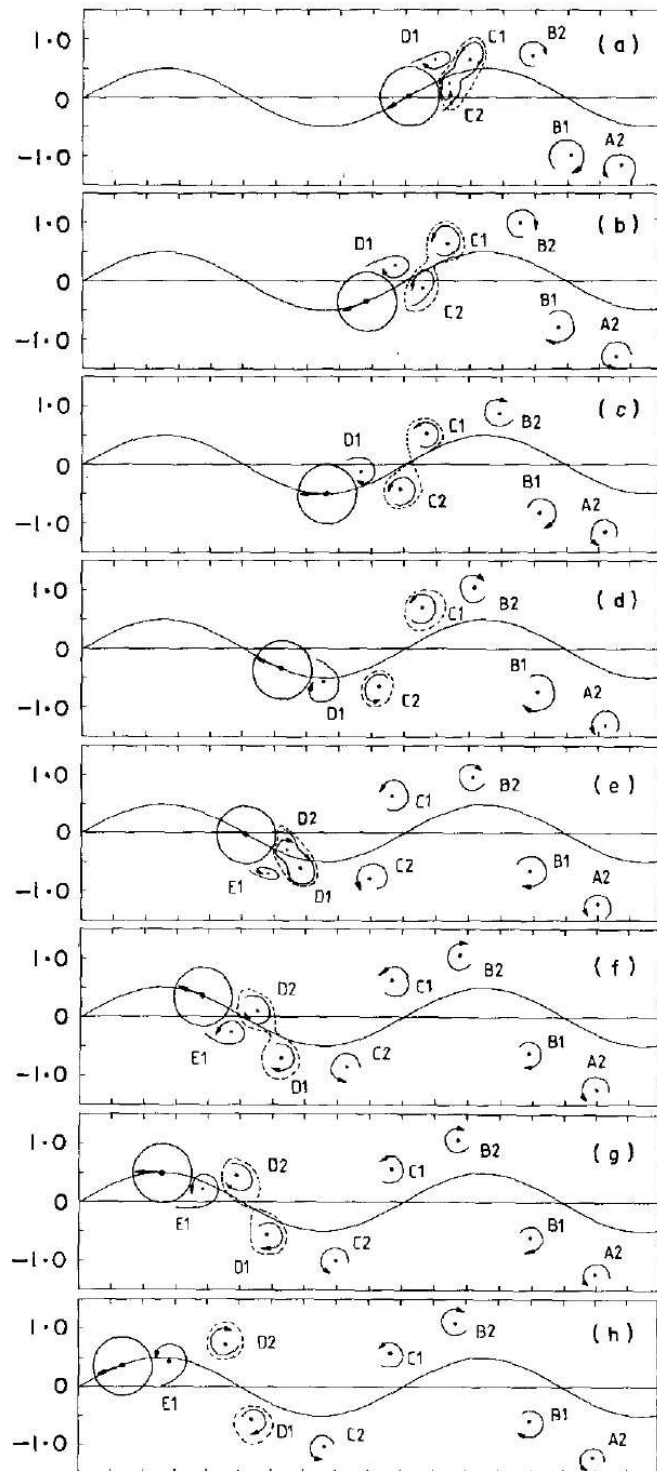 1.0
0
-1.0
D1 C1 B2 (a)
C2
B1 A2
1.0
0
-1.0
D1 C1 B2 (b)
C2
B1 A2
1.0
0
-1.0
D1 C1 B2 (c)
C2
B1 A2
1.0
0
-1.0
C1 B2 (d)
D1 C2
B1 A2
1.0
0
-1.0
D2 C1 B2 (e)
E1 D1 C2
B1 A2
1.0
0
-1.0
D2 C1 B2 (f)
E1 D1 C2
B1 A2
1.0
0
-1.0
D2 C1 B2 (g)
E1 D1 C2
B1 A2
1.0
0
-1.0
D2 C1 B2 (h)
E1 D1 C2
B1 A2